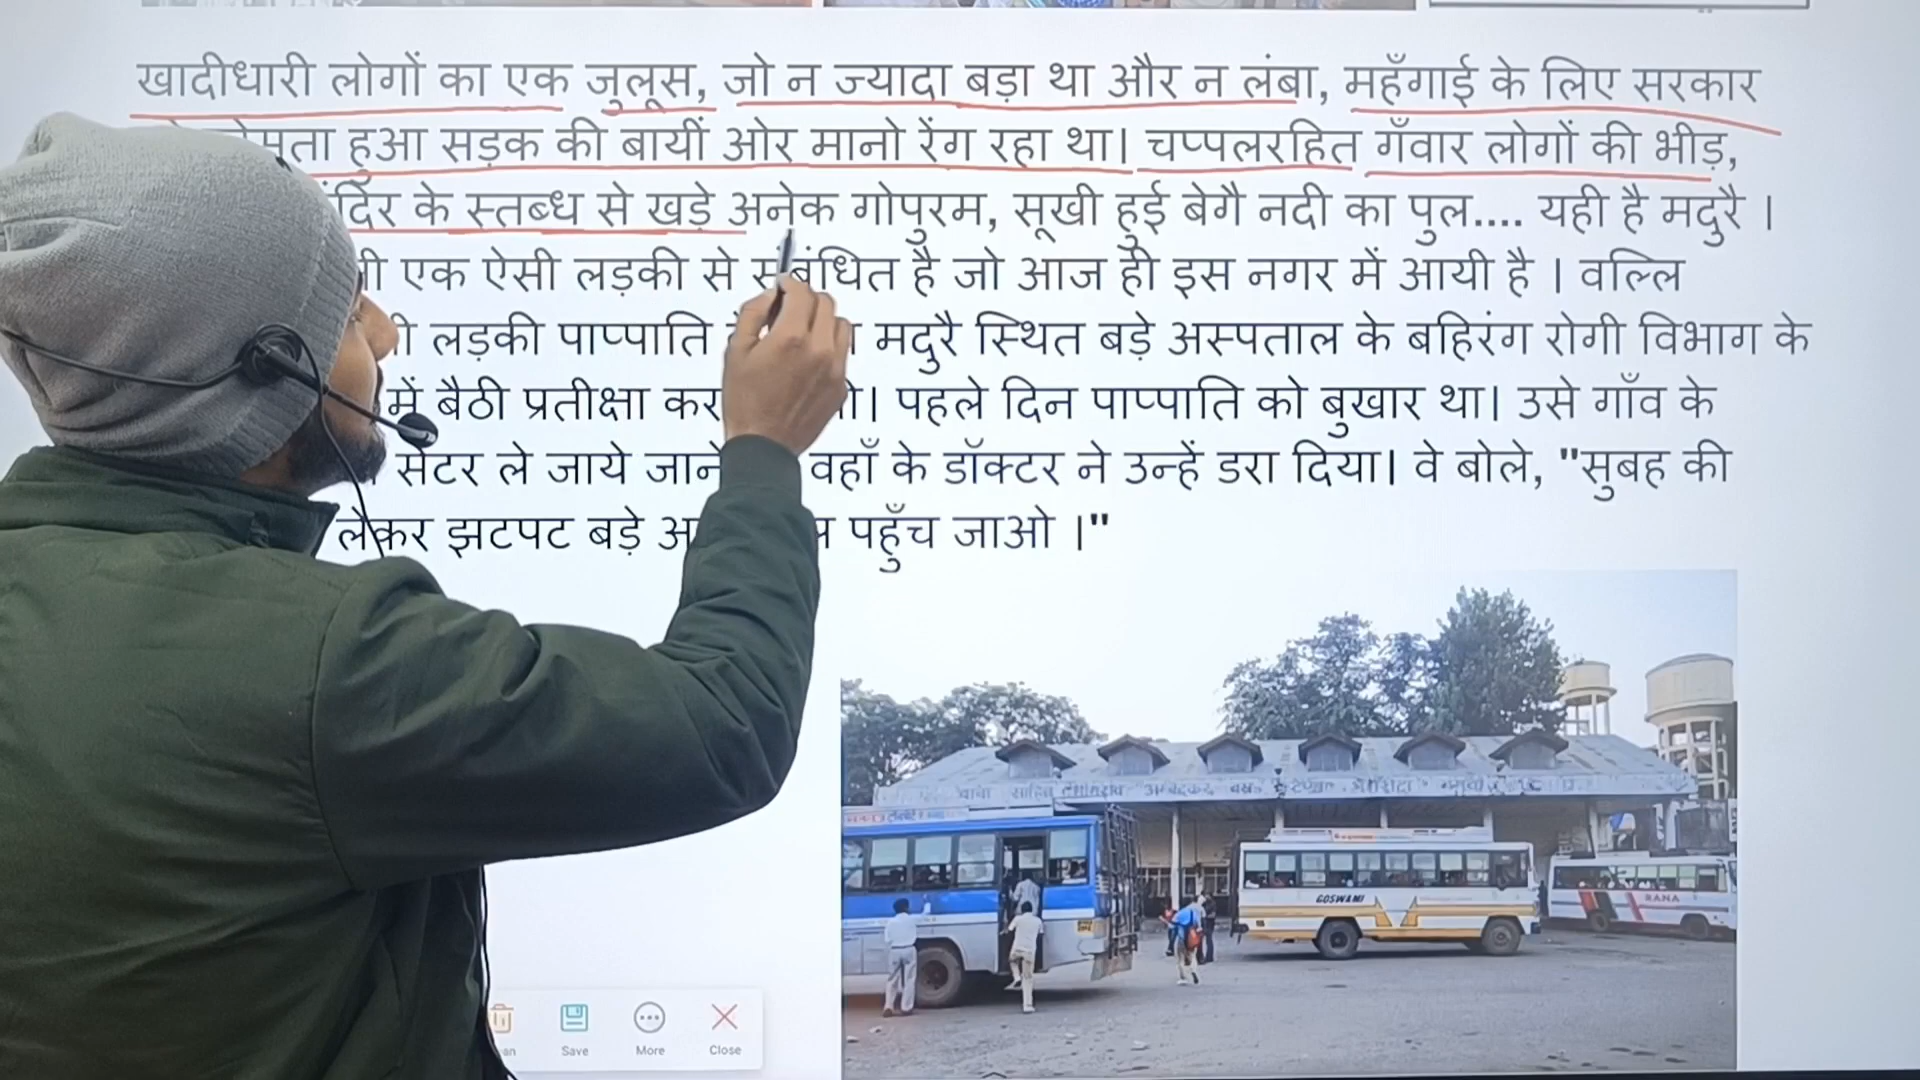 खादीधारी लोगों का एक जुलूस, जो न ज्यादा बड़ा था और न लंबा, महँगाई के लिए सरकार
हुआ सड़क की बायीं ओर मानो रेंग रहा था। चप्पलरहित गँवार लोगों की भीड़,
के स्तब्ध से खड़े अनेक गोपुरम, सूखी हुई बेगै नदी का पुल.... यही है मदुरै ।
एक ऐसी लड़की से संबंधित है जो आज ही इस नगर में आयी है । वल्लि
लड़की पाप्पाति मदुरै स्थित बड़े अस्पताल के बहिरंग रोगी विभाग के
में बैठी प्रतीक्षा कर पहले दिन पाप्पाति को बुखार था। उसे गाँव के
सेंटर ले जाये जाने वहाँ के डॉक्टर ने उन्हें डरा दिया। वे बोले, "सुबह की
लेकर झटपट बड़े पहुँच जाओ ।"
GOSWAMI
RANA
Save More Close